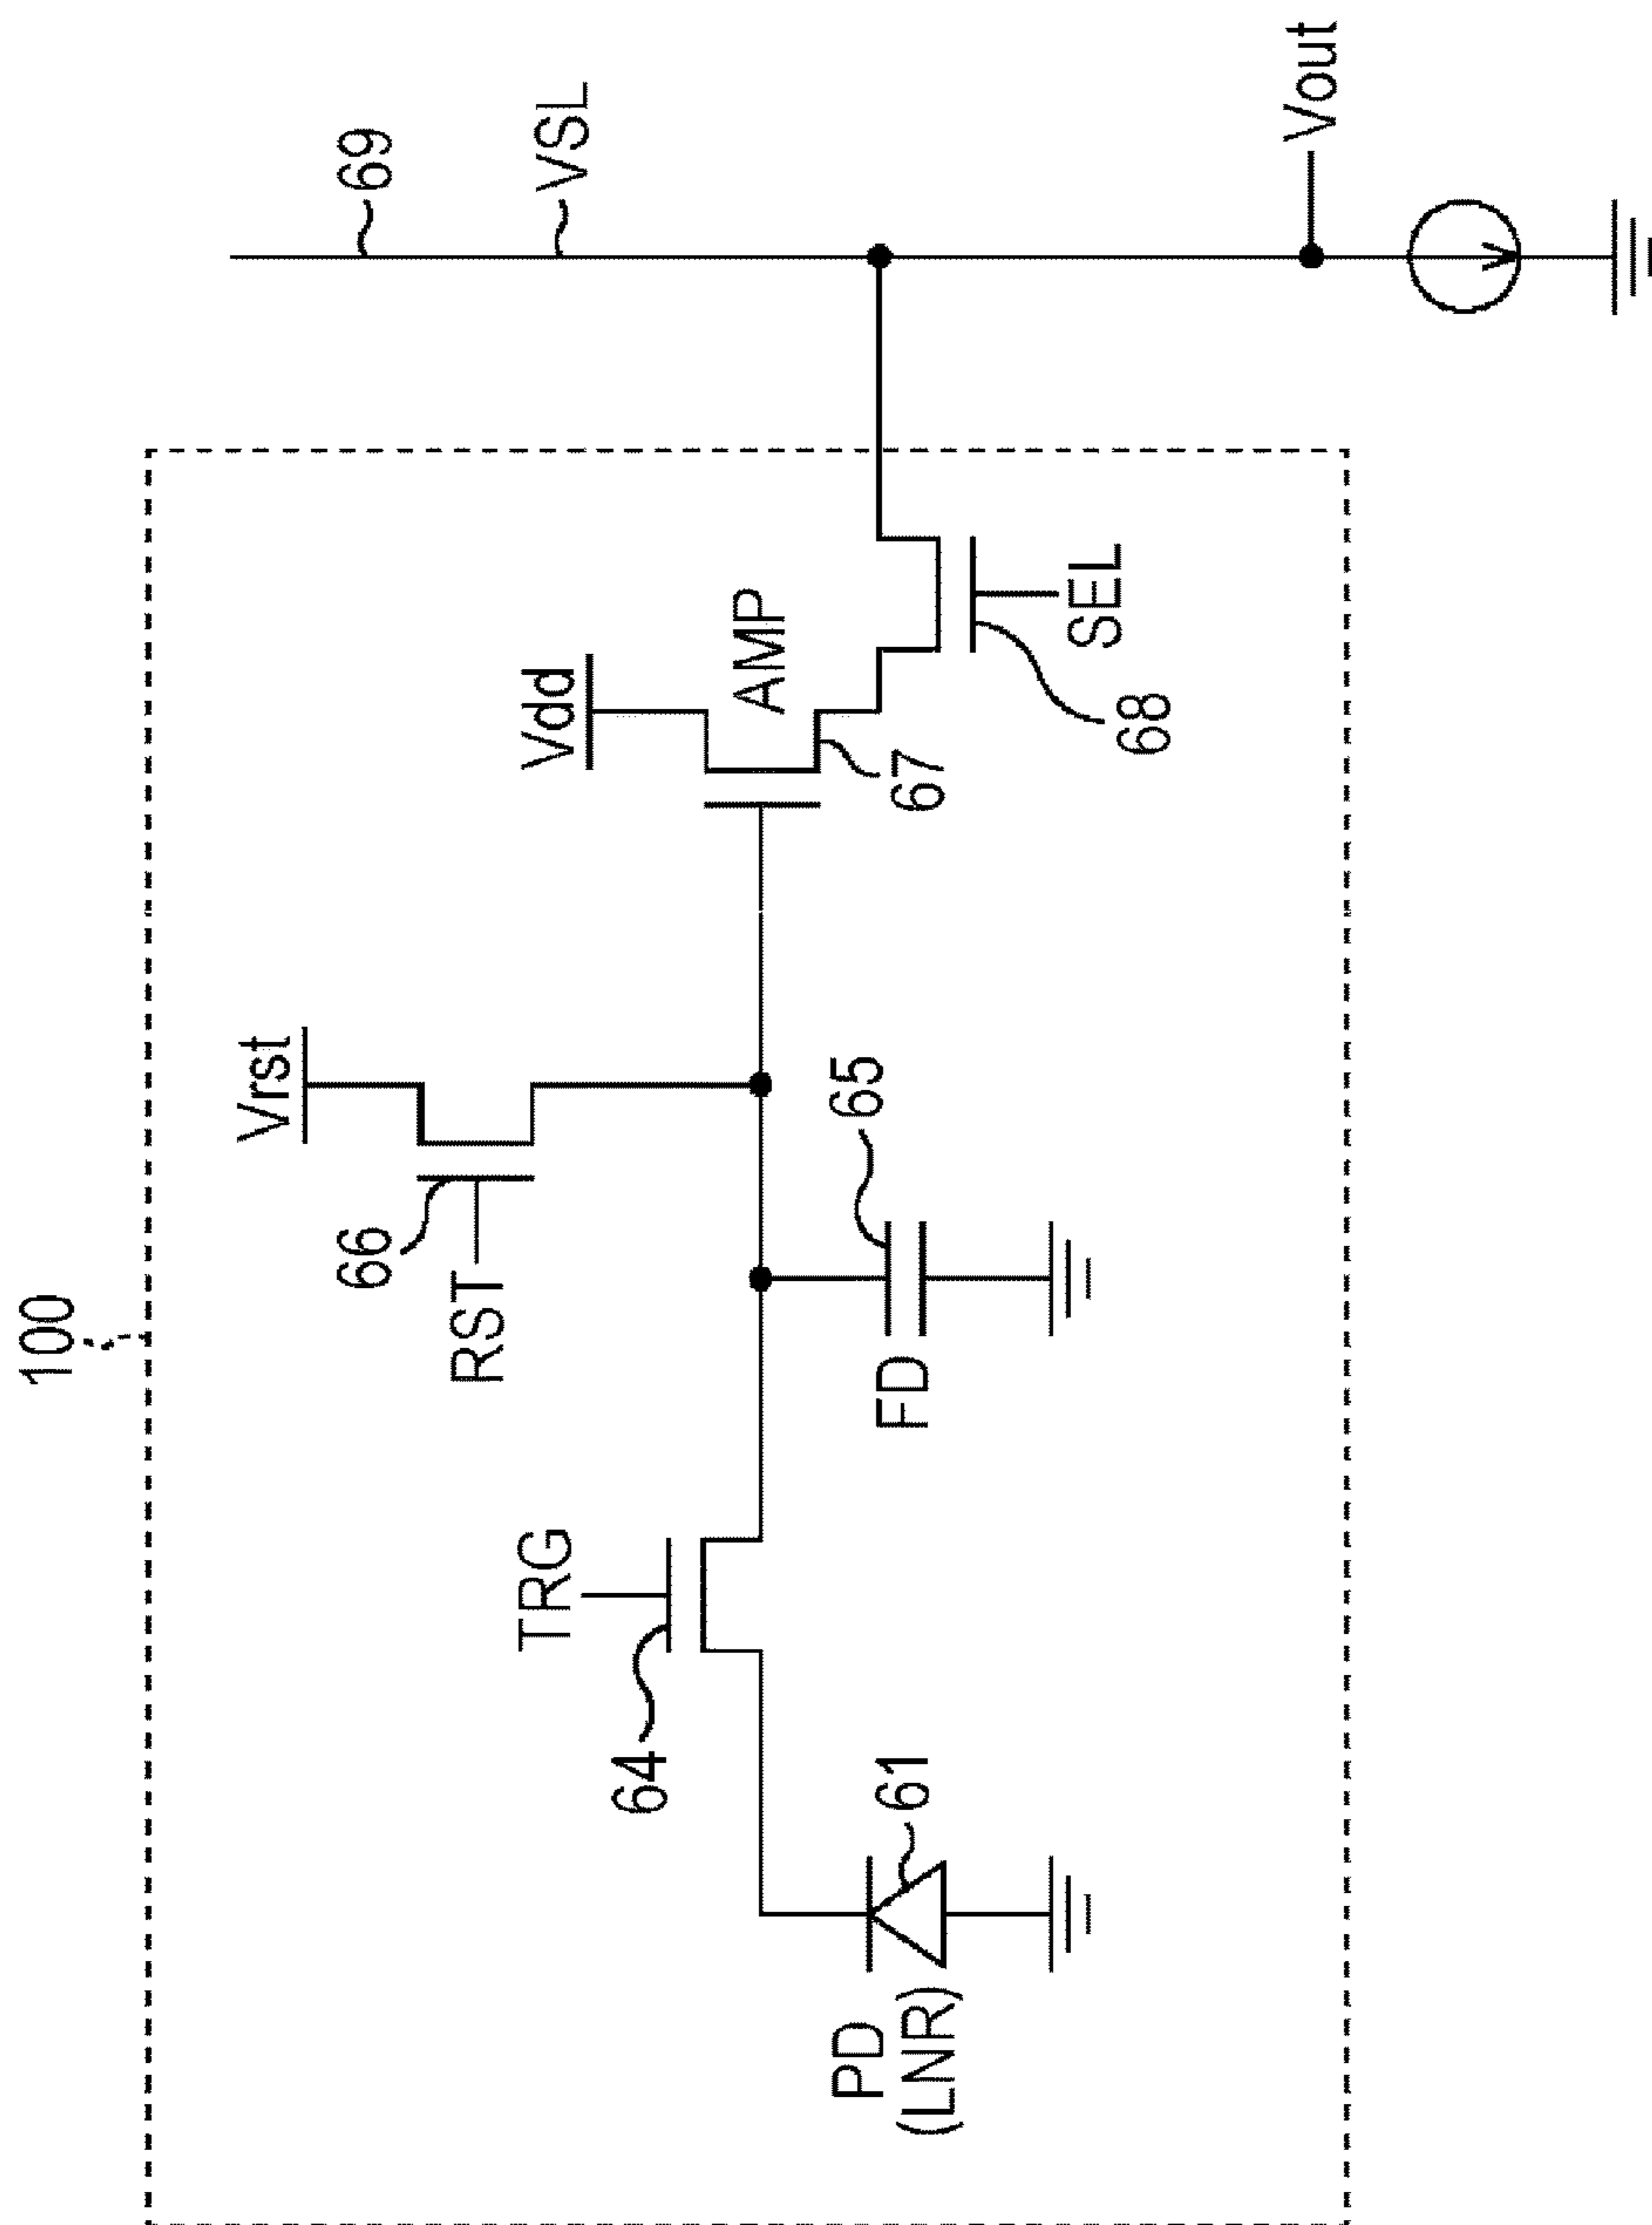 100
Vrst
66
RST
Vdd
AMP
67
69
VSL
TRG
64
65
FD
SEL
68
61
PD
(LNR)
Vout